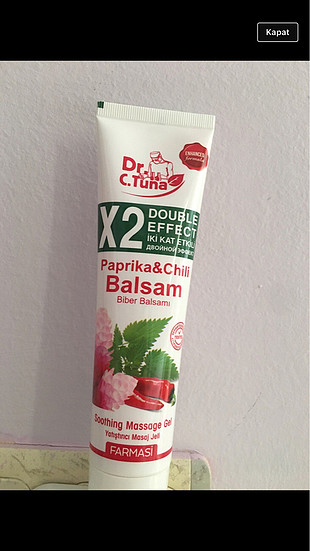 Kapat
ENHANCED
formula
Dr.
C.Tuna
X2
DOUBLE
EFFECT
İKİ KAT ETKİLİ
ДВОЙНОЙ ЭФФЕКТ
Paprika&Chili
Balsam
Biber Balsamı
Soothing Massage Gel
Yatıştırıcı Masaj Jeli
FARMASİ